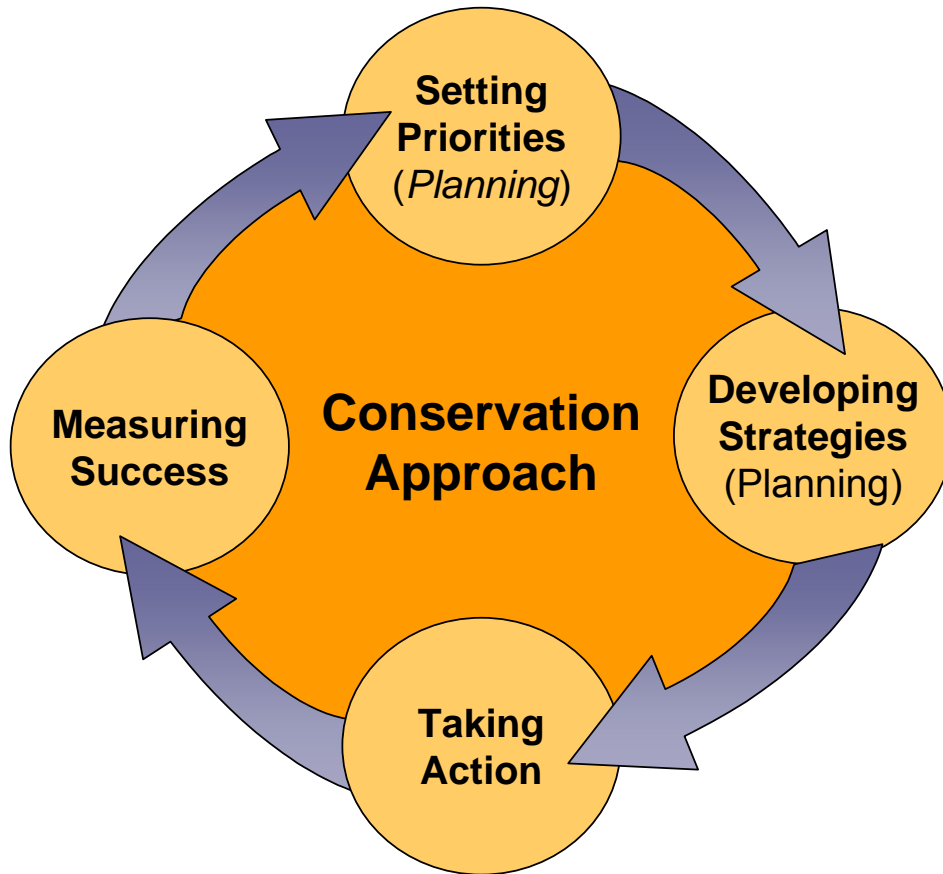 Setting
Priorities
(Planning)
Developing
Strategies
(Planning)
Taking
Action
Measuring
Success
Conservation
Approach